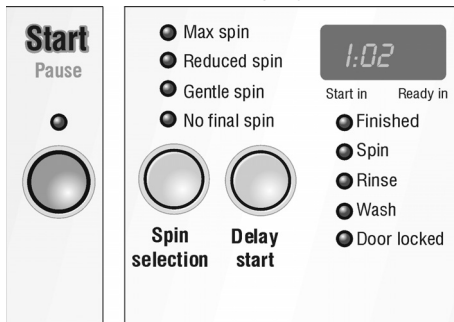 Start
Pause
Max spin
Reduced spin
Gentle spin
No final spin
Spin
selection
Delay
start
1:02
Start in Ready in
Finished
Spin
Rinse
Wash
Door locked